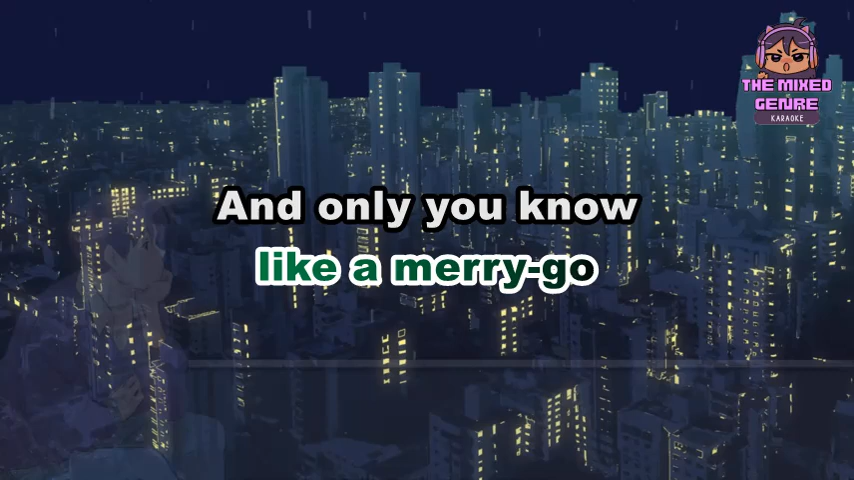 THE MIXED
GENRE
KARAOKE
And only you know
like a merry-go